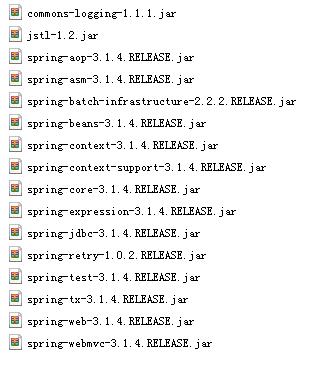 commons-logging-1.1.1.jar
jstl-1.2.jar
spring-aop-3.1.4.RELEASE.jar
spring-asm-3.1.4.RELEASE.jar
spring-batch-infrastructure-2.2.2.RELEASE.jar
spring-beans-3.1.4.RELEASE.jar
spring-context-3.1.4.RELEASE.jar
spring-context-support-3.1.4.RELEASE.jar
spring-core-3.1.4.RELEASE.jar
spring-expression-3.1.4.RELEASE.jar
spring-jdbc-3.1.4.RELEASE.jar
spring-retry-1.0.2.RELEASE.jar
spring-test-3.1.4.RELEASE.jar
spring-tx-3.1.4.RELEASE.jar
spring-web-3.1.4.RELEASE.jar
spring-webmvc-3.1.4.RELEASE.jar